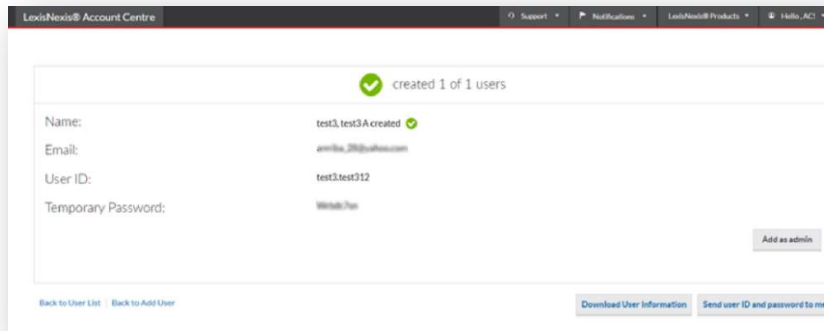 LexisNexis® Account Centre
Support
Notifications
LexisNexis® Products
Hello, AC!
created 1 of 1 users
Name:
test3, test3 A created
Email:
User ID:
test3.test312
Temporary Password:
Add as admin
Back to User List | Back to Add User
Download User Information
Send user ID and password to me